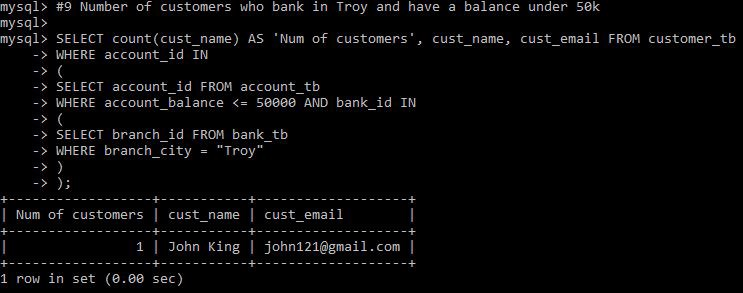 mysql> #9 Number of customers who bank in Troy and have a balance under 50k
mysql>
mysql> SELECT count(cust_name) AS 'Num of customers', cust_name, cust_email FROM customer_tb
    -> WHERE account_id IN
    -> (
    -> SELECT account_id FROM account_tb
    -> WHERE account_balance <= 50000 AND bank_id IN
    -> (
    -> SELECT branch_id FROM bank_tb
    -> WHERE branch_city = "Troy"
    -> )
    -> );
+------------------+-----------+-------------------+
| Num of customers | cust_name | cust_email        |
+------------------+-----------+-------------------+
|                1 | John King | john121@gmail.com |
+------------------+-----------+-------------------+
1 row in set (0.00 sec)